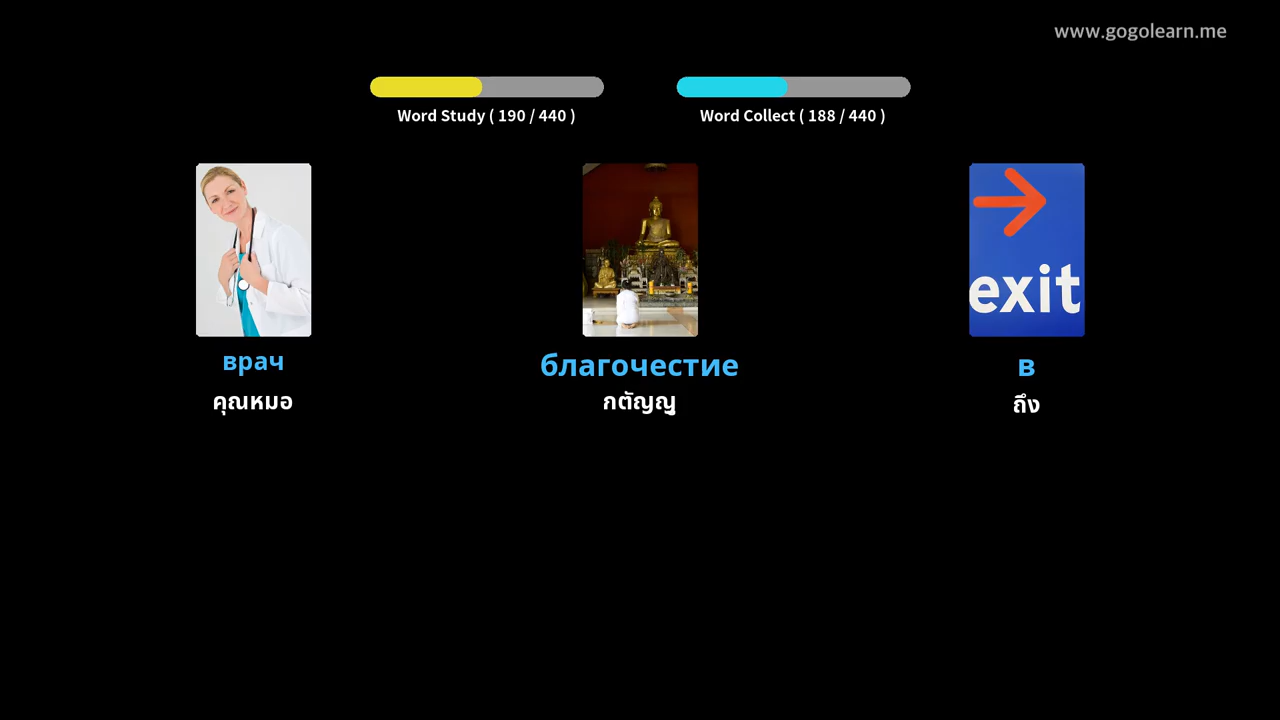 www.gogolearn.me
Word Study ( 190 / 440 )
Word Collect ( 188 / 440 )
exit
врач
благочестие
в
คุณหมอ
กตัญญู
ถึง